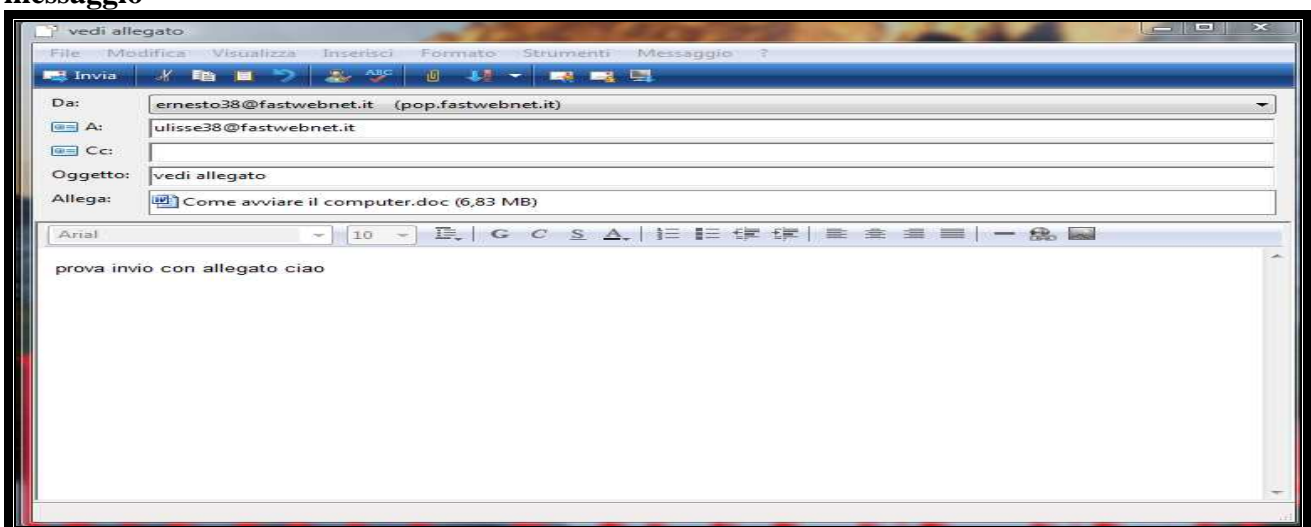 messaggio
vedi allegato
File Modifica Visualizza Inserisci Formato Strumenti Messaggio ?
Invia ABC
Da: ernesto38@fastwebnet.it (pop.fastwebnet.it)
A: ulisse38@fastwebnet.it
Cc:
Oggetto: vedi allegato
Allega: Come avviare il computer.doc (6,83 MB)
Arial 10 G C S A
prova invio con allegato ciao